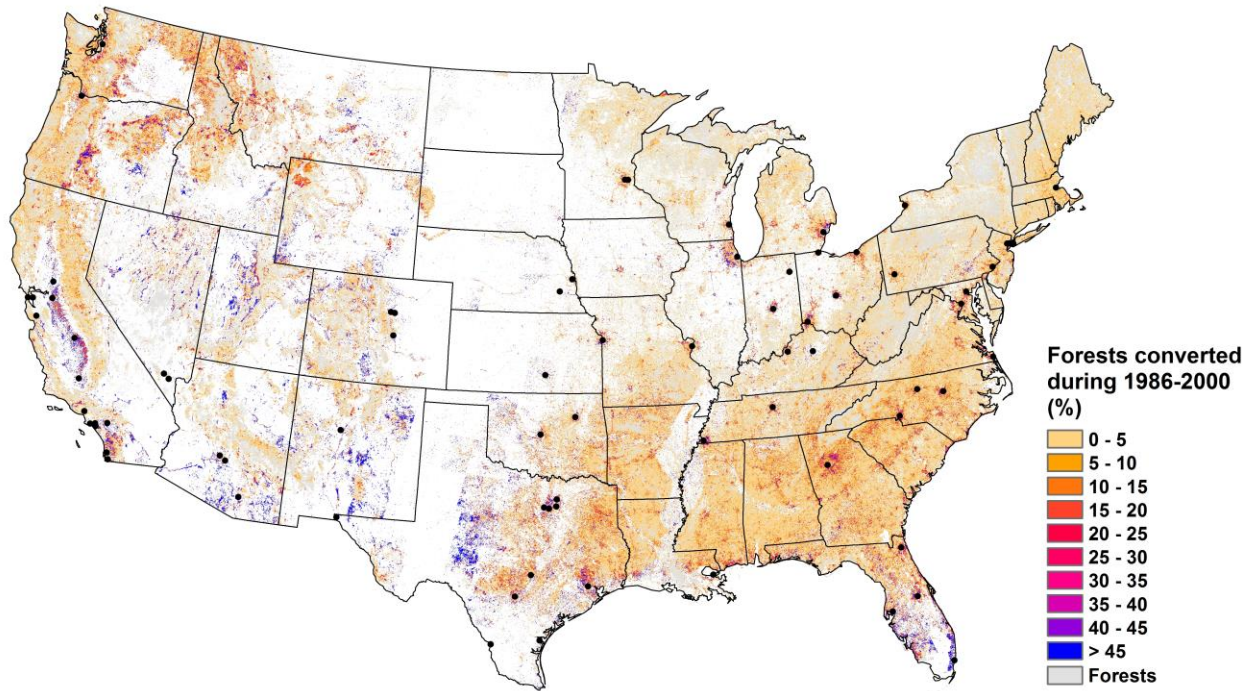 Forests converted
during 1986-2000
(%)
0 - 5
5 - 10
10 - 15
15 - 20
20 - 25
25 - 30
30 - 35
35 - 40
40 - 45
> 45
Forests